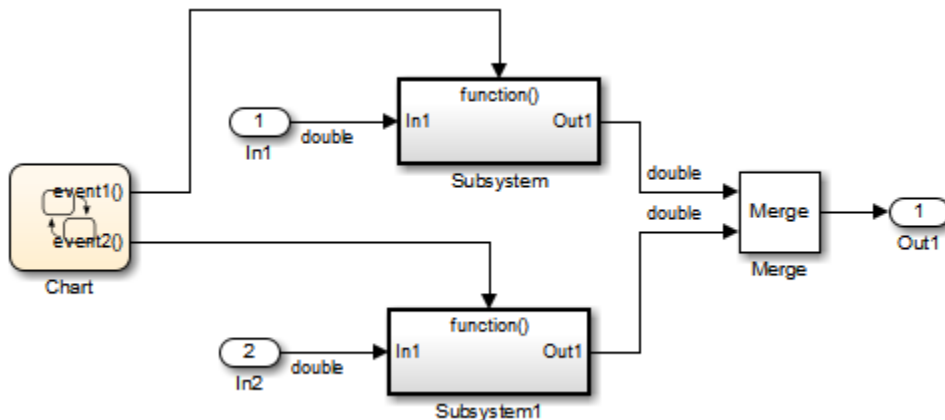 function()
1
In1
Out1
double
In1
Subsystem
double
event1()
double
Merge
1
event2()
Out1
Chart
Merge
function()
2
In1
Out1
double
In2
Subsystem1